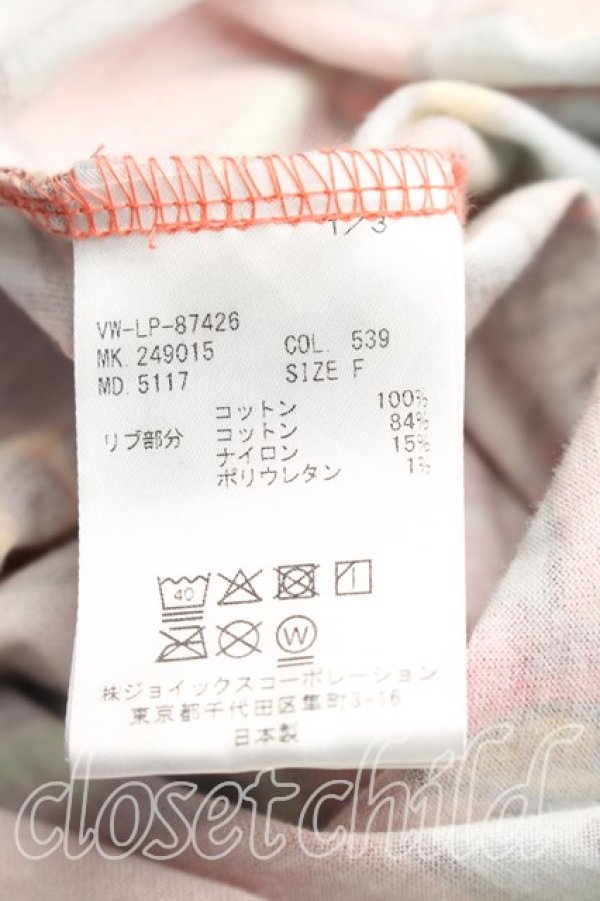 1/3
VW-LP-87426
MK.249015 COL. 539
MD.5117 SIZE F
コットン 100%
リブ部分 コットン 84%
ナイロン 15%
ポリウレタン 1%
40
W
㈱ジョイックスコーポレーション
東京都千代田区隼町3-16
日本製
closetchild